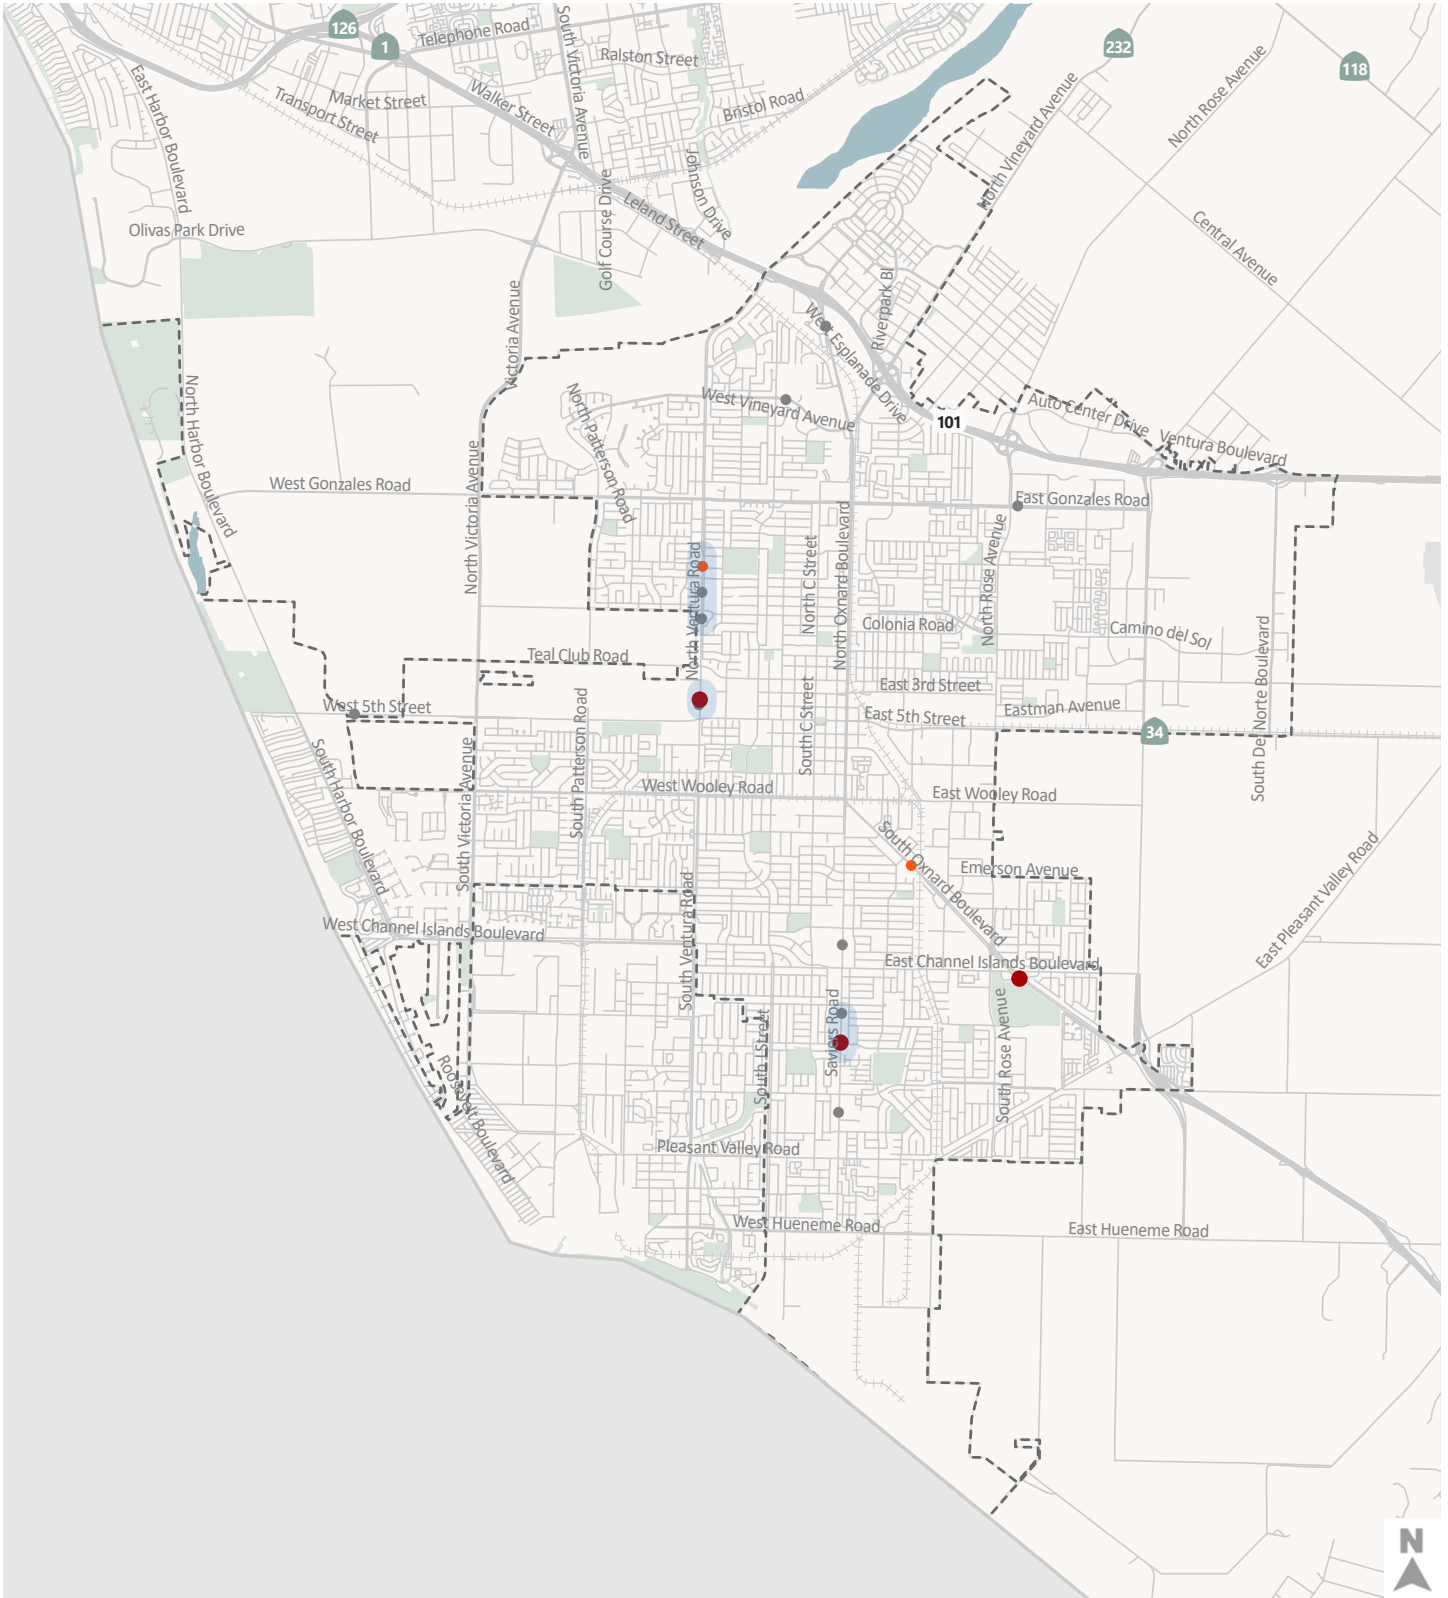 126
1
Telephone Road
South Victoria Avenue
Ralston Street
232
118
East Harbor Boulevard
Transport Street
Market Street
Walker Street
Bristol Road
North Vineyard Avenue
North Rose Avenue
Johnson Drive
Golf Course Drive
Leland Street
Olivas Park Drive
Central Avenue
Victoria Avenue
Riverpark Bl
West Esplanade Drive
North Harbor Boulevard
North Patterson Road
West Vineyard Avenue
101
Auto Center Drive
Ventura Boulevard
North Victoria Avenue
West Gonzales Road
East Gonzales Road
North Ventura Road
North C Street
North Oxnard Boulevard
North Rose Avenue
Colonia Road
Camino del Sol
Teal Club Road
East 3rd Street
South Del Norte Boulevard
West 5th Street
East 5th Street
Eastman Avenue
34
South C Street
South Patterson Road
South Harbor Boulevard
South Victoria Avenue
West Wooley Road
East Wooley Road
South Oxnard Boulevard
Emerson Avenue
East Pleasant Valley Road
West Channel Islands Boulevard
South Ventura Road
East Channel Islands Boulevard
Saviers Road
South J Street
South Rose Avenue
Roosevelt Boulevard
Pleasant Valley Road
West Hueneme Road
East Hueneme Road
N